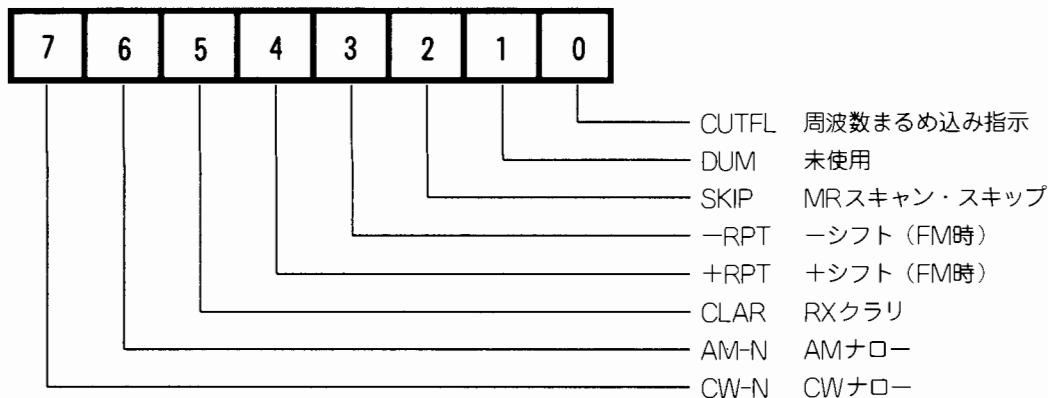 7 6 5 4 3 2 1 0
CUTFL 周波数まるめ込み指示
DUM 未使用
SKIP MRスキャン・スキップ
−RPT −シフト（FM時）
+RPT +シフト（FM時）
CLAR RXクラリ
AM-N AMナロー
CW-N CWナロー